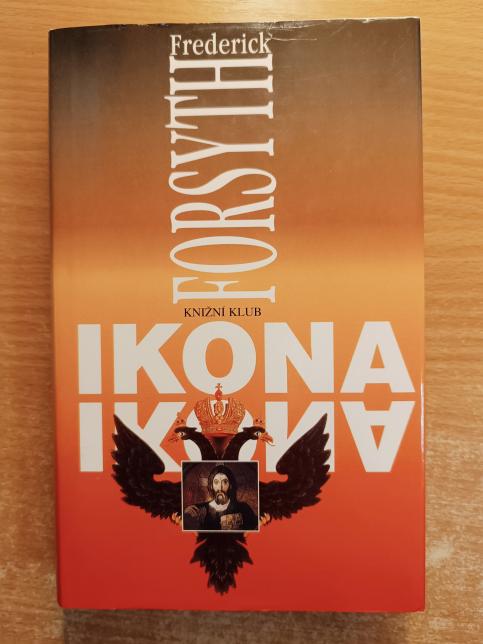 Frederick
FORSYTH
KNIŽNÍ KLUB
IKONA
IKONA